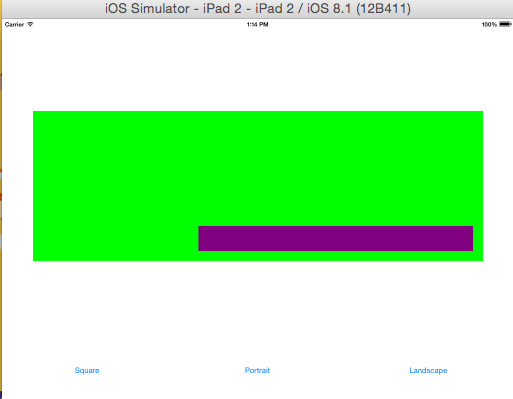 iOS Simulator - iPad 2 - iPad 2 / iOS 8.1 (12B411)
Carrier 1:14 PM 100%
Square Portrait Landscape